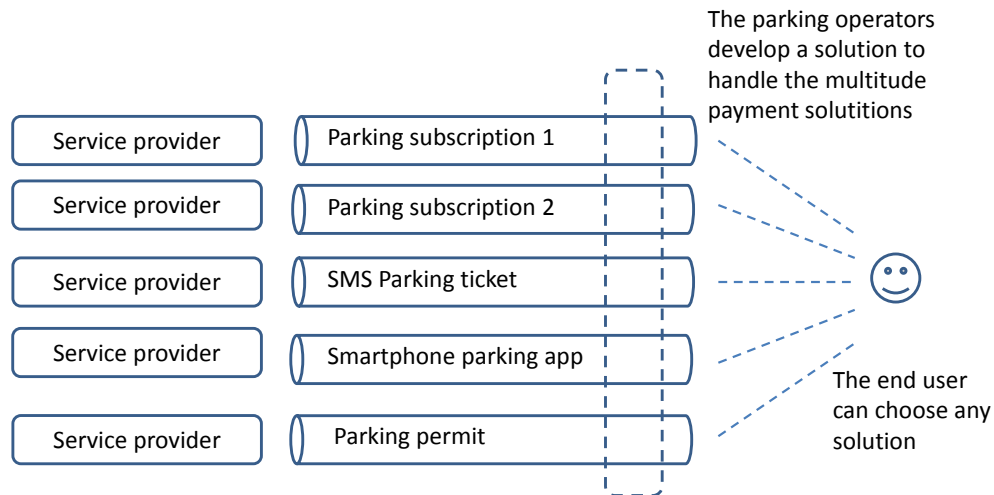 The parking operators
develop a solution to
handle the multitude
payment solutitions
Service provider
Parking subscription 1
Service provider
Parking subscription 2
Service provider
SMS Parking ticket
Service provider
Smartphone parking app
Service provider
Parking permit
The end user
can choose any
solution